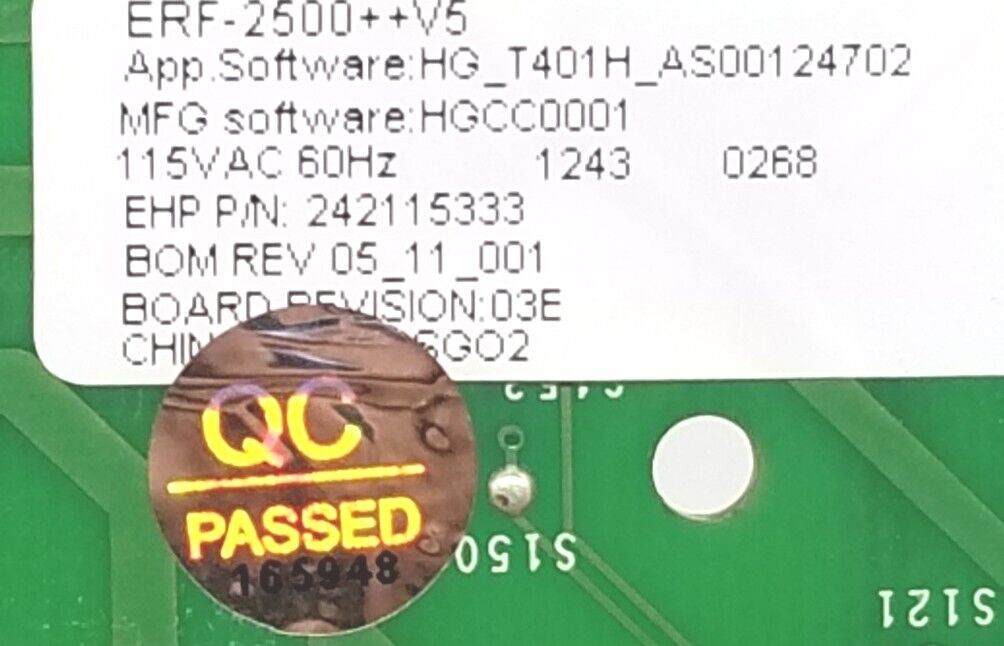 ERF-2500++V5
App.Software:HG_T401H_AS00124702
MFG software:HGCC0001
115VAC 60Hz 1243 0268
EHP P/N: 242115333
BOM REV 05_11_001
BOARD REVISION:03E
QC
PASSED
165948
S150
S121